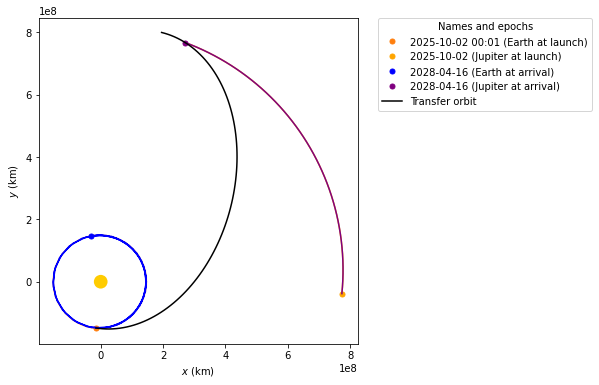 1e8
8
6
4
2
0
y (km)
0
2
4
6
8
1e8
x (km)
Names and epochs
2025-10-02 00:01 (Earth at launch)
2025-10-02 (Jupiter at launch)
2028-04-16 (Earth at arrival)
2028-04-16 (Jupiter at arrival)
Transfer orbit